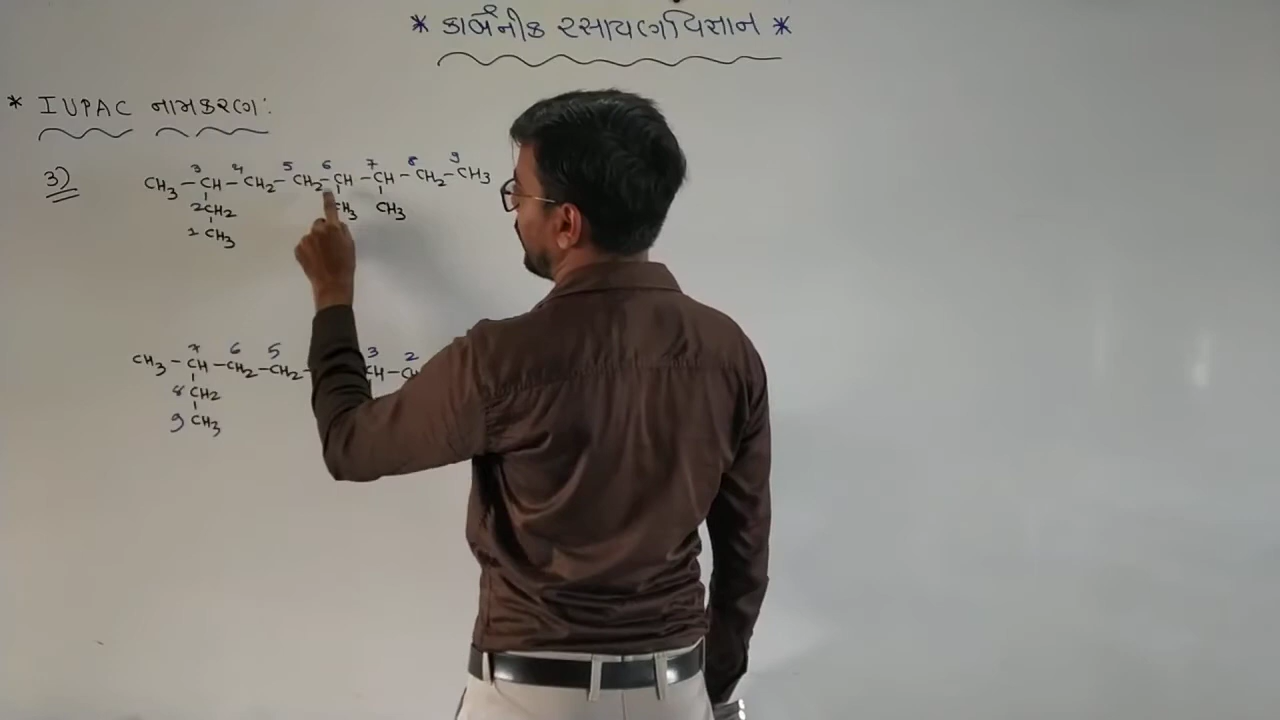 * કાર્બનીક રસાયણવિજ્ઞાન *
* IUPAC નામકરણ:
3 4 5 6 7 8 9
3) CH3 - CH - CH2 - CH2 - CH - CH - CH2 - CH3
2 CH2 CH3 CH3
1 CH3
7 6 5 3 2
CH3 - CH - CH2 - CH2 - CH -
8 CH2
9 CH3